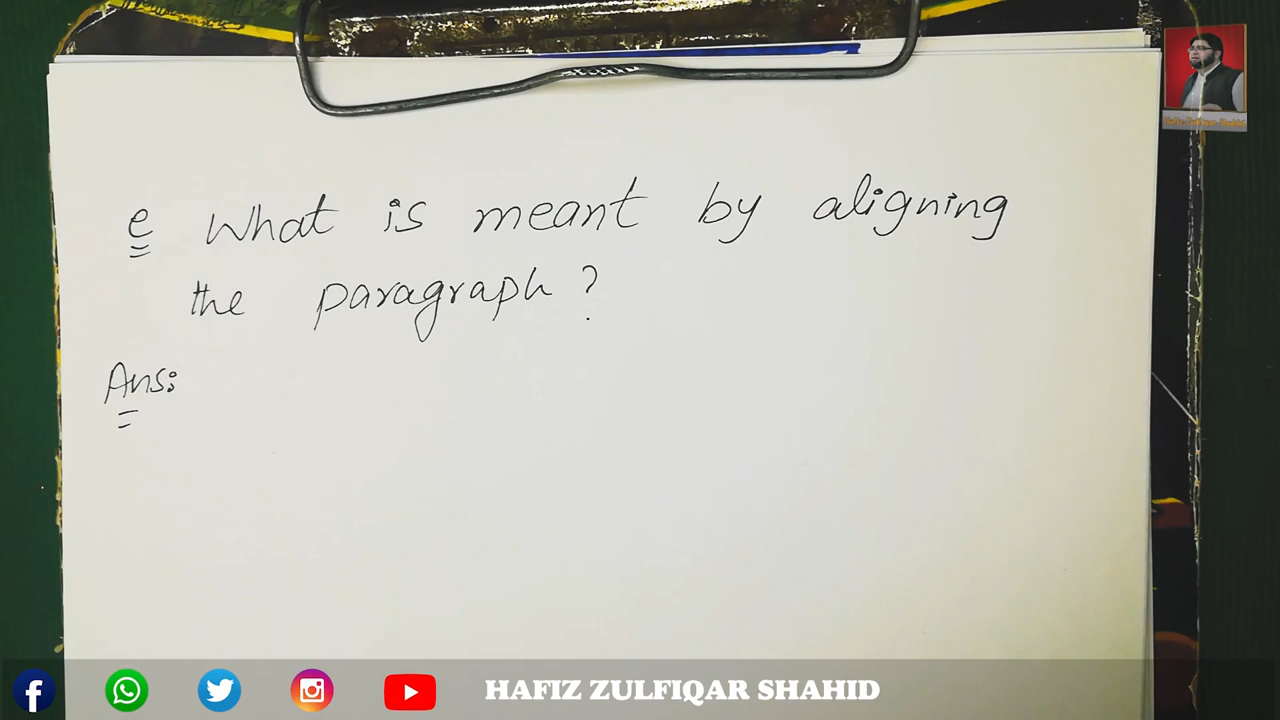 e What is meant by aligning
the paragraph?
Ans:
HAFIZ ZULFIQAR SHAHID